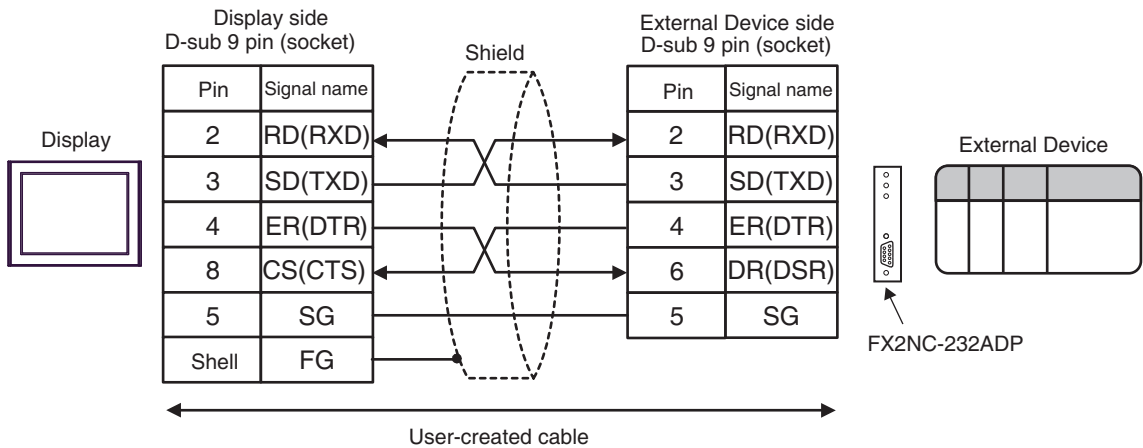 Display side
D-sub 9 pin (socket)
Shield
External Device side
D-sub 9 pin (socket)
Display
Pin Signal name
2 RD(RXD)
3 SD(TXD)
4 ER(DTR)
8 CS(CTS)
5 SG
Shell FG
Pin Signal name
2 RD(RXD)
3 SD(TXD)
4 ER(DTR)
6 DR(DSR)
5 SG
External Device
FX2NC-232ADP
User-created cable